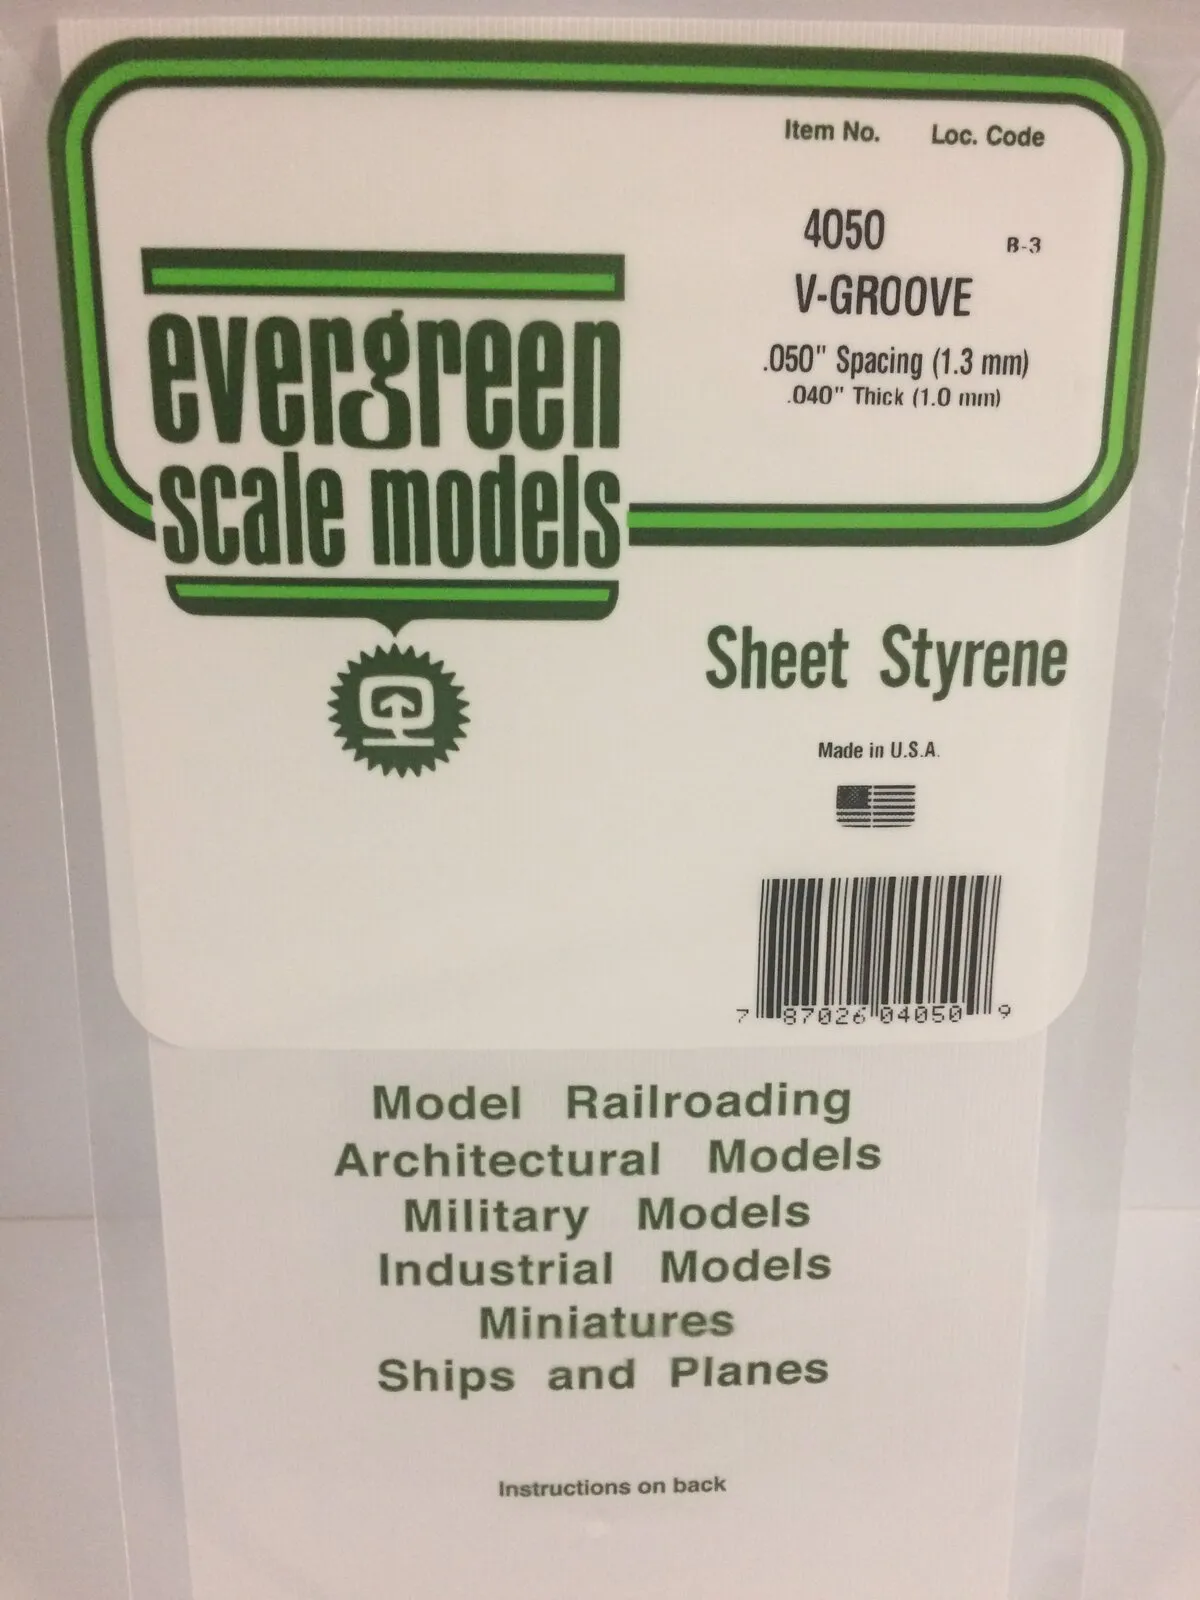 Item No. Loc. Code
4050 B-3
V-GROOVE
.050" Spacing (1.3 mm)
.040" Thick (1.0 mm)
evergreen
scale models
Sheet Styrene
Made in U.S.A.
7 87026 04050 9
Model Railroading
Architectural Models
Military Models
Industrial Models
Miniatures
Ships and Planes
Instructions on back